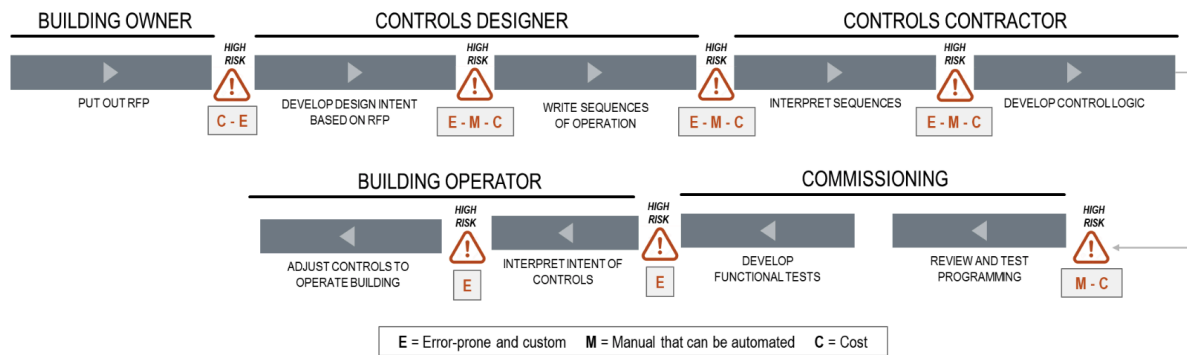 BUILDING OWNER
CONTROLS DESIGNER
CONTROLS CONTRACTOR
HIGH
RISK
HIGH
RISK
HIGH
RISK
HIGH
RISK
PUT OUT RFP
C - E
DEVELOP DESIGN INTENT
BASED ON RFP
E - M - C
WRITE SEQUENCES
OF OPERATION
E - M - C
INTERPRET SEQUENCES
E - M - C
DEVELOP CONTROL LOGIC
BUILDING OPERATOR
COMMISSIONING
HIGH
RISK
HIGH
RISK
HIGH
RISK
ADJUST CONTROLS TO
OPERATE BUILDING
E
INTERPRET INTENT OF
CONTROLS
E
DEVELOP
FUNCTIONAL TESTS
REVIEW AND TEST
PROGRAMMING
M - C
E = Error-prone and custom M = Manual that can be automated C = Cost